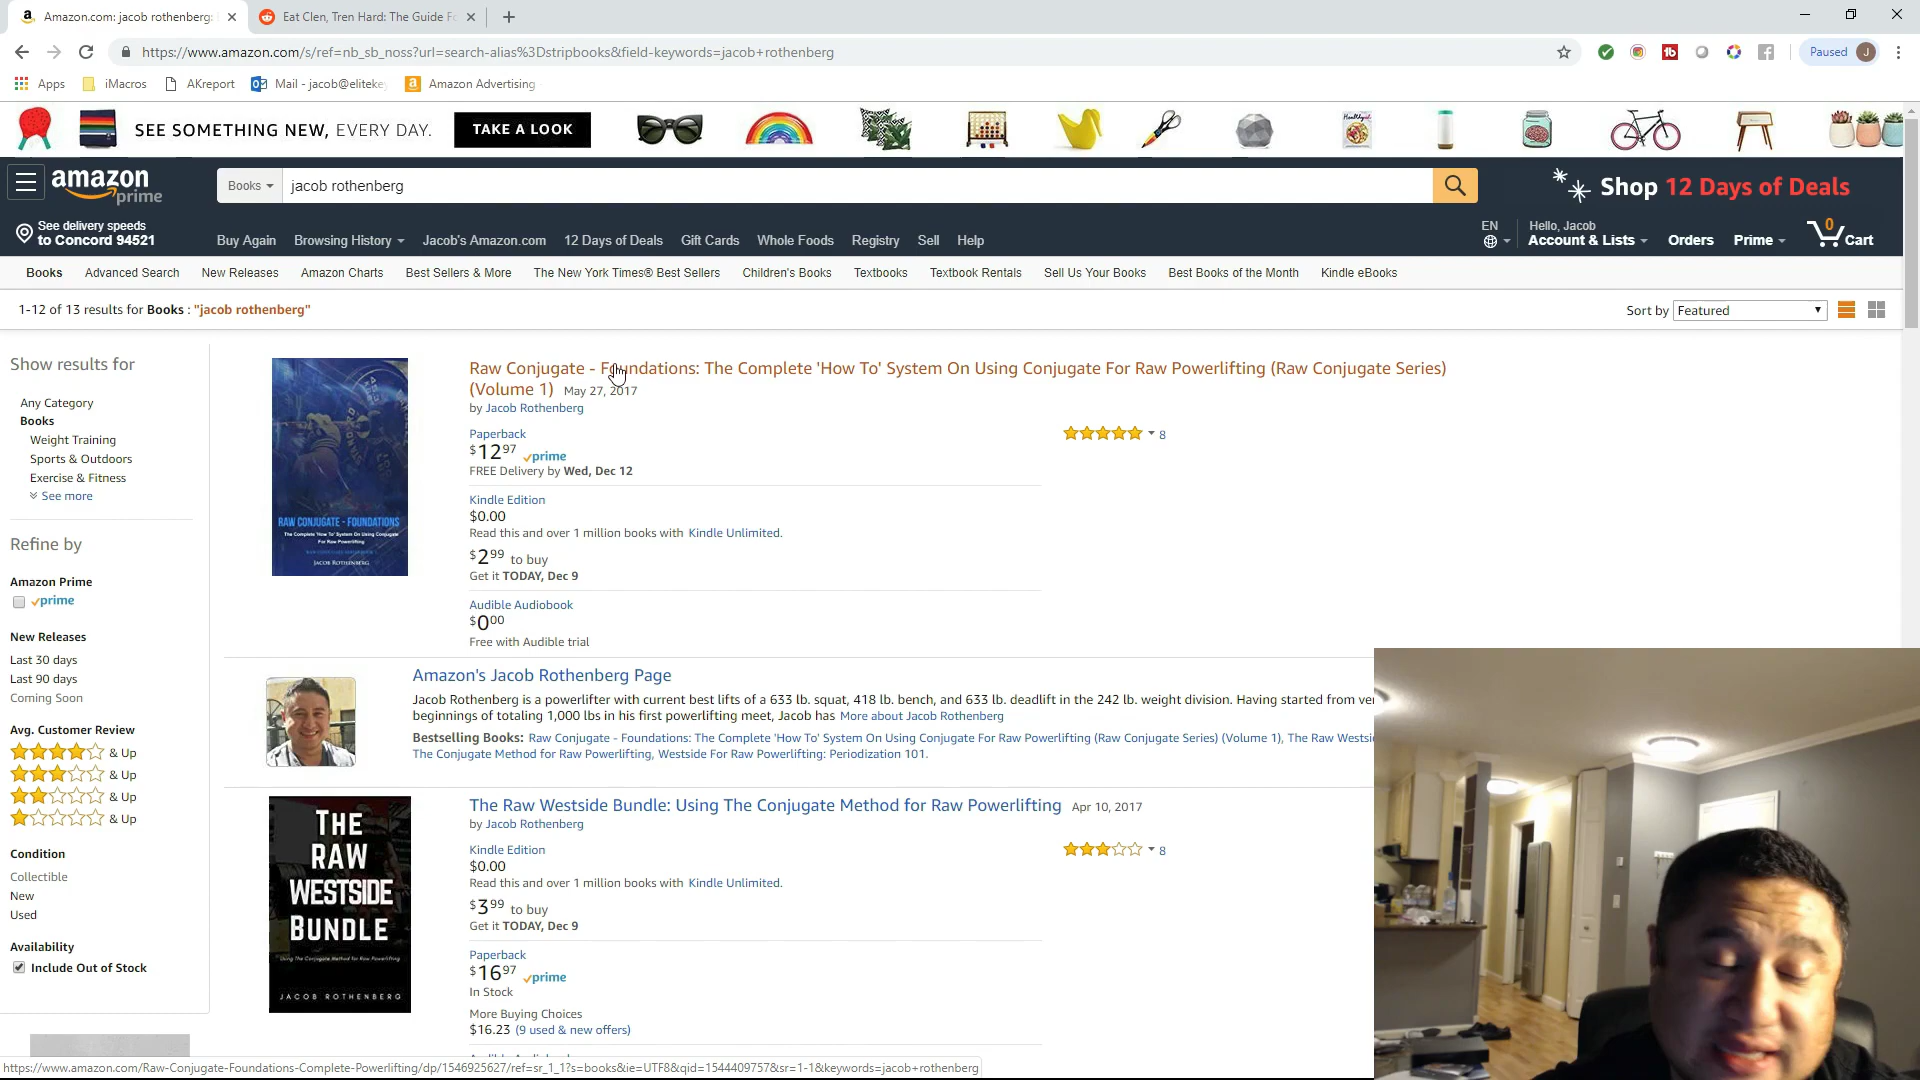 Amazon.com: jacob rothenberg:
Eat Clen, Tren Hard: The Guide Fo
https://www.amazon.com/s/ref=nb_sb_noss?url=search-alias%3Dstripbooks&field-keywords=jacob+rothenberg
Paused J
Apps iMacros AKreport Mail - jacob@eliteke Amazon Advertising
SEE SOMETHING NEW, EVERY DAY. TAKE A LOOK
amazon prime
Books jacob rothenberg
Shop 12 Days of Deals
See delivery speeds
to Concord 94521
Buy Again Browsing History Jacob's Amazon.com 12 Days of Deals Gift Cards Whole Foods Registry Sell Help
EN
Hello, Jacob
Account & Lists Orders Prime 0 Cart
Books Advanced Search New Releases Amazon Charts Best Sellers & More The New York Times® Best Sellers Children's Books Textbooks Textbook Rentals Sell Us Your Books Best Books of the Month Kindle eBooks
1-12 of 13 results for Books : "jacob rothenberg"
Sort by Featured
Show results for
Any Category
Books
Weight Training
Sports & Outdoors
Exercise & Fitness
See more
Refine by
Amazon Prime
prime
New Releases
Last 30 days
Last 90 days
Coming Soon
Avg. Customer Review
& Up
& Up
& Up
& Up
Condition
Collectible
New
Used
Availability
Include Out of Stock
RAW CONJUGATE - FOUNDATIONS
The Complete 'How To' System On Using Conjugate
For Raw Powerlifting
JACOB ROTHENBERG
Raw Conjugate - Foundations: The Complete 'How To' System On Using Conjugate For Raw Powerlifting (Raw Conjugate Series)
(Volume 1) May 27, 2017
by Jacob Rothenberg
Paperback
$12 97 prime
FREE Delivery by Wed, Dec 12
8
Kindle Edition
$0.00
Read this and over 1 million books with Kindle Unlimited.
$2 99 to buy
Get it TODAY, Dec 9
Audible Audiobook
$0 00
Free with Audible trial
Amazon's Jacob Rothenberg Page
Jacob Rothenberg is a powerlifter with current best lifts of a 633 lb. squat, 418 lb. bench, and 633 lb. deadlift in the 242 lb. weight division. Having started from ve
beginnings of totaling 1,000 lbs in his first powerlifting meet, Jacob has More about Jacob Rothenberg
Bestselling Books: Raw Conjugate - Foundations: The Complete 'How To' System On Using Conjugate For Raw Powerlifting (Raw Conjugate Series) (Volume 1), The Raw Westsi
The Conjugate Method for Raw Powerlifting, Westside For Raw Powerlifting: Periodization 101.
THE
RAW
WESTSIDE
BUNDLE
Using The Conjugate Method for Raw Powerlifting
JACOB ROTHENBERG
The Raw Westside Bundle: Using The Conjugate Method for Raw Powerlifting Apr 10, 2017
by Jacob Rothenberg
Kindle Edition
$0.00
Read this and over 1 million books with Kindle Unlimited.
$3 99 to buy
Get it TODAY, Dec 9
8
Paperback
$16 97 prime
In Stock
More Buying Choices
$16.23 (9 used & new offers)
https://www.amazon.com/Raw-Conjugate-Foundations-Complete-Powerlifting/dp/1546925627/ref=sr_1_1?s=books&ie=UTF8&qid=1544409757&sr=1-1&keywords=jacob+rothenberg